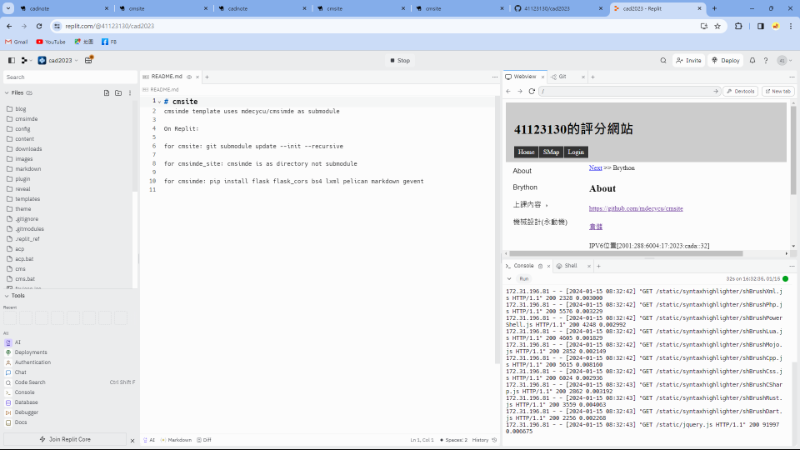 cadnote
cmsite
cadnote
cmsite
cmsite
41123130/cad2023
cad2023 - Replit
replit.com/@41123130/cad2023
Gmail
YouTube
地圖
FB
cad2023
Stop
Invite
Deploy
Search
Files
blog
cmsimde
config
content
downloads
images
markdown
plugin
reveal
templates
theme
.gitignore
.gitmodules
.replit_ref
acp
acp.bat
cms
cms.bat
Tools
Recent
All
AI
Deployments
Authentication
Chat
Code Search
Ctrl Shift F
Console
Database
Debugger
Docs
Join Replit Core
README.md
README.md
1 # cmsite
2 cmsimde template uses mdecycu/cmsimde as submodule
3
4 On Replit:
5
6 for cmsite: git submodule update --init --recursive
7
8 for cmsimde_site: cmsimde is as directory not submodule
9
10 for cmsimde: pip install flask flask_cors bs4 lxml pelican markdown gevent
11
AI
Markdown
Diff
Ln 1, Col 1
Spaces: 2
History
Webview
Git
/
Devtools
New tab
41123130的評分網站
Home
SMap
Login
About
Brython
上課內容 ,
機械設計(永動機)
Next >> Brython
About
https://github.com/mdecycu/cmsite
IPV6位置[2001:288:6004:17:2023:cada::32]
Console
Shell
Run
172.31.196.81 - - [2024-01-15 08:32:42] "GET /static/syntaxhighlighter/shBrushXml.j
s HTTP/1.1" 200 2328 0.003000
172.31.196.81 - - [2024-01-15 08:32:42] "GET /static/syntaxhighlighter/shBrushPhp.j
s HTTP/1.1" 200 5576 0.003229
172.31.196.81 - - [2024-01-15 08:32:42] "GET /static/syntaxhighlighter/shBrushPower
Shell.js HTTP/1.1" 200 4248 0.002992
172.31.196.81 - - [2024-01-15 08:32:42] "GET /static/syntaxhighlighter/shBrushLua.j
s HTTP/1.1" 200 4605 0.001829
172.31.196.81 - - [2024-01-15 08:32:42] "GET /static/syntaxhighlighter/shBrushMojo.
js HTTP/1.1" 200 2852 0.002149
172.31.196.81 - - [2024-01-15 08:32:42] "GET /static/syntaxhighlighter/shBrushCpp.j
s HTTP/1.1" 200 5615 0.008160
172.31.196.81 - - [2024-01-15 08:32:42] "GET /static/syntaxhighlighter/shBrushCss.j
s HTTP/1.1" 200 6024 0.002936
172.31.196.81 - - [2024-01-15 08:32:43] "GET /static/syntaxhighlighter/shBrushCShar
p.js HTTP/1.1" 200 2862 0.003192
172.31.196.81 - - [2024-01-15 08:32:43] "GET /static/syntaxhighlighter/shBrushRust.
js HTTP/1.1" 200 3559 0.004063
172.31.196.81 - - [2024-01-15 08:32:43] "GET /static/syntaxhighlighter/shBrushDart.
js HTTP/1.1" 200 2256 0.002268
172.31.196.81 - - [2024-01-15 08:32:43] "GET /static/jquery.js HTTP/1.1" 200 91997
0.006675